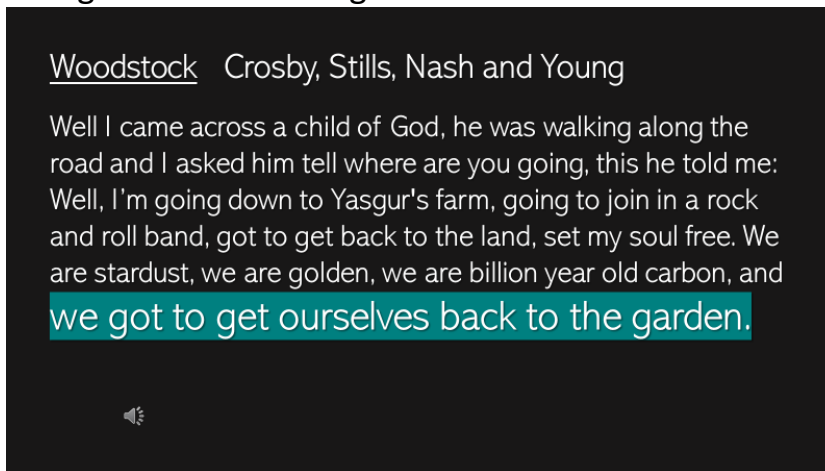 Woodstock Crosby, Stills, Nash and Young
Well I came across a child of God, he was walking along the
road and I asked him tell where are you going, this he told me:
Well, I’m going down to Yasgur's farm, going to join in a rock
and roll band, got to get back to the land, set my soul free. We
are stardust, we are golden, we are billion year old carbon, and
we got to get ourselves back to the garden.